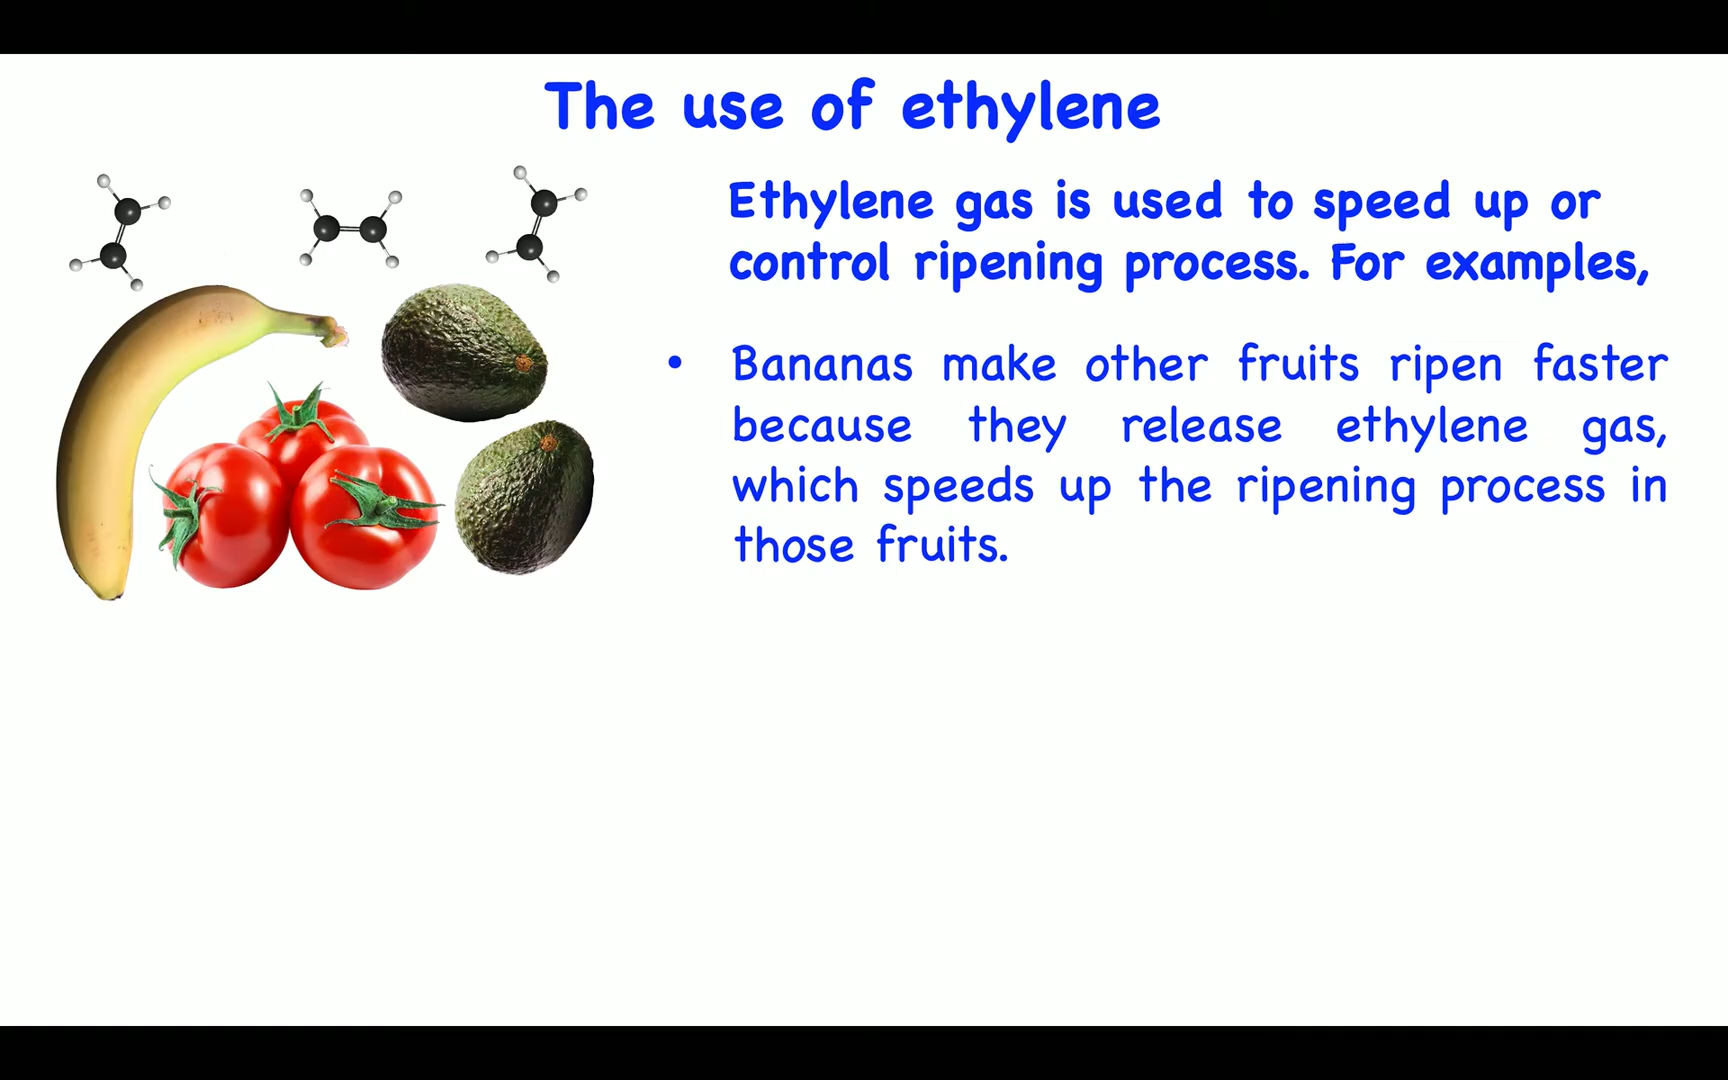 The use of ethylene
Ethylene gas is used to speed up or
control ripening process. For examples,
• Bananas make other fruits ripen faster
because they release ethylene gas,
which speeds up the ripening process in
those fruits.